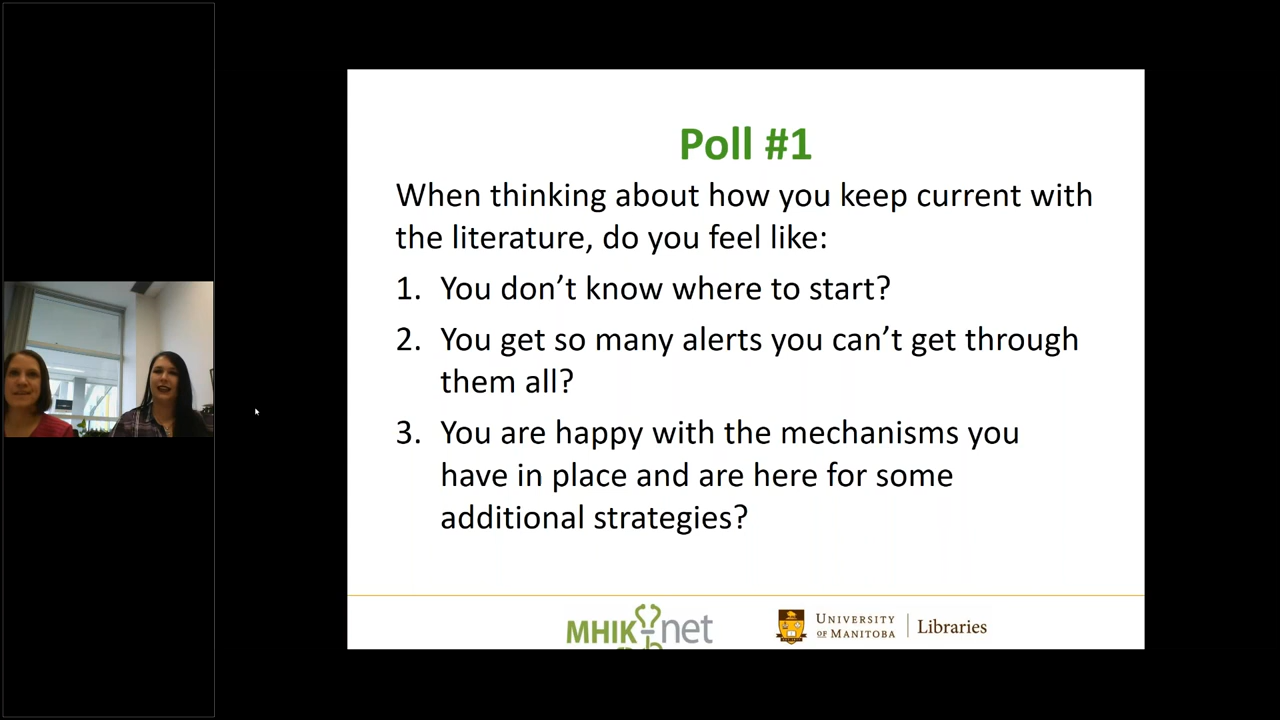 Poll #1
When thinking about how you keep current with
the literature, do you feel like:
1. You don’t know where to start?
2. You get so many alerts you can’t get through
them all?
3. You are happy with the mechanisms you
have in place and are here for some
additional strategies?
MHIK-net
UNIVERSITY
OF MANITOBA
Libraries